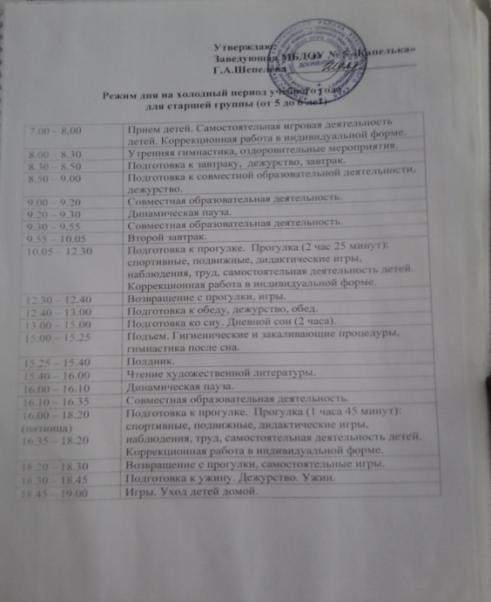 Утверждаю
Заведующая МБДОУ № 5 «Капелька»
Г.А.Шепелева
Режим дня на холодный период учебного года
для старшей группы (от 5 до 6 лет)
7.00 – 8.00 Прием детей. Самостоятельная игровая деятельность
детей. Коррекционная работа в индивидуальной форме.
8.00 – 8.30 Утренняя гимнастика, оздоровительные мероприятия.
8.30 – 8.50 Подготовка к завтраку, дежурство, завтрак.
8.50 – 9.00 Подготовка к совместной образовательной деятельности,
дежурство.
9.00 – 9.20 Совместная образовательная деятельность.
9.20 – 9.30 Динамическая пауза.
9.30 – 9.55 Совместная образовательная деятельность.
9.55 – 10.05 Второй завтрак.
10.05 – 12.30 Подготовка к прогулке. Прогулка (2 час 25 минут):
спортивные, подвижные, дидактические игры,
наблюдения, труд, самостоятельная деятельность детей.
Коррекционная работа в индивидуальной форме.
12.30 – 12.40 Возвращение с прогулки, игры.
12.40 – 13.00 Подготовка к обеду, дежурство, обед.
13.00 – 15.00 Подготовка ко сну. Дневной сон (2 часа).
15.00 – 15.25 Подъем. Гигиенические и закаливающие процедуры,
гимнастика после сна.
15.25 – 15.40 Полдник.
15.40 – 16.00 Чтение художественной литературы.
16.00 – 16.10 Динамическая пауза.
16.10 – 16.35 Совместная образовательная деятельность.
16.00 – 18.20 Подготовка к прогулке. Прогулка (1 часа 45 минут):
(пятница) спортивные, подвижные, дидактические игры,
16.35 – 18.20 наблюдения, труд, самостоятельная деятельность детей.
Коррекционная работа в индивидуальной форме.
18.20 – 18.30 Возвращение с прогулки, самостоятельные игры.
18.30 – 18.45 Подготовка к ужину. Дежурство. Ужин.
18.45 – 19.00 Игры. Уход детей домой.